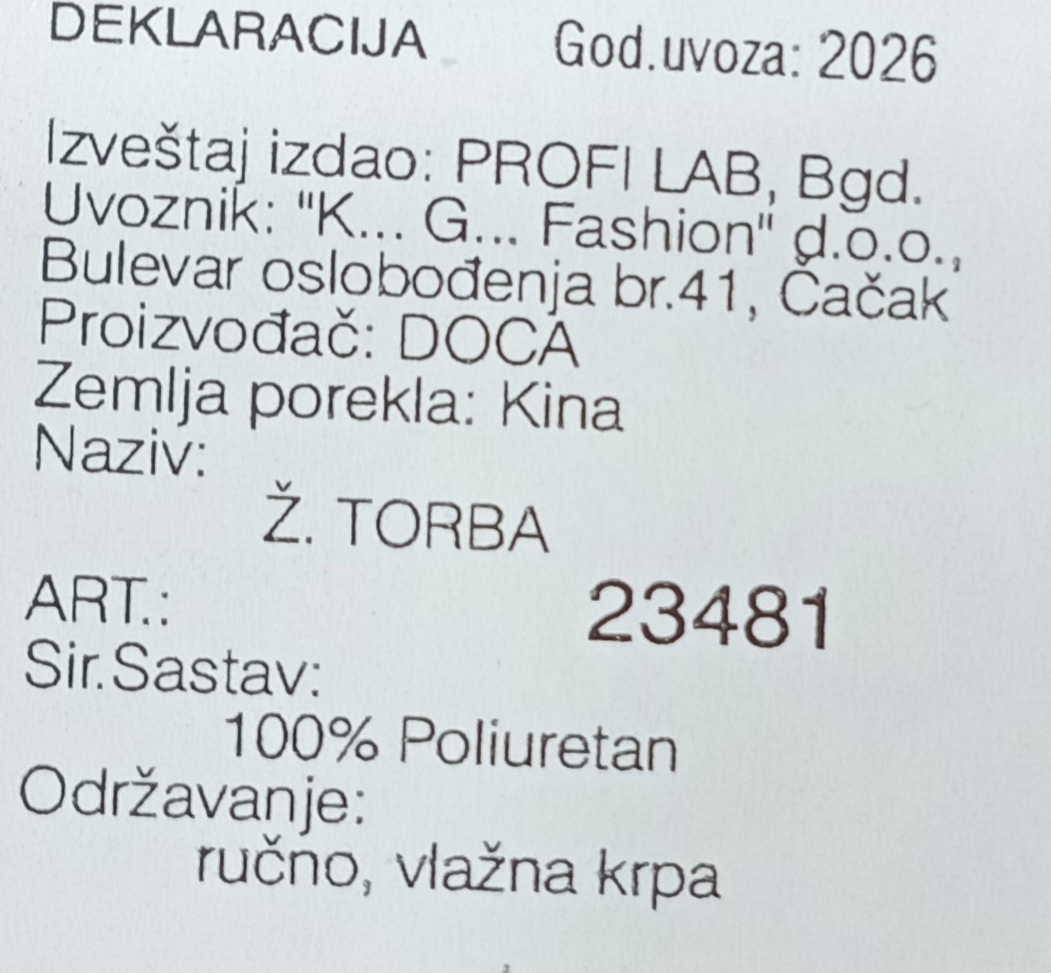 DEKLARACIJA God.uvoza: 2026
Izveštaj izdao: PROFI LAB, Bgd.
Uvoznik: "K... G... Fashion" d.o.o.,
Bulevar oslobođenja br.41, Čačak
Proizvođač: DOCA
Zemlja porekla: Kina
Naziv:
Ž. TORBA
ART.: 23481
Sir.Sastav:
100% Poliuretan
Održavanje:
ručno, vlažna krpa